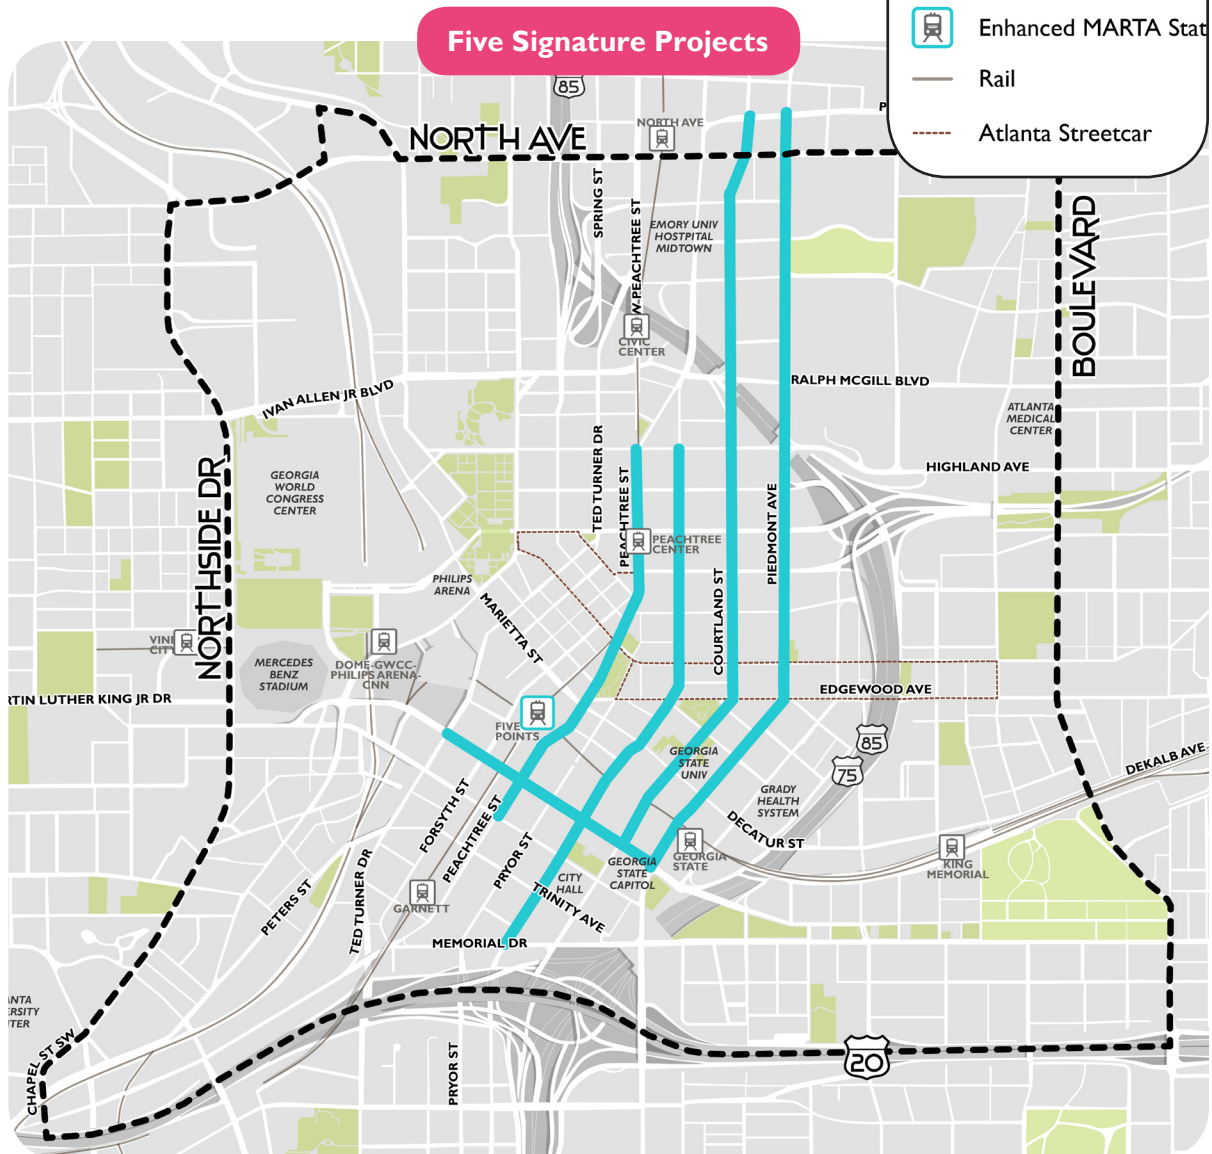 Five Signature Projects
Enhanced MARTA Stat
Rail
Atlanta Streetcar
85
P
NORTH AVE
NORTH AVE
SPRING ST
W PEACHTREE ST
EMORY UNIV
HOSTPITAL
MIDTOWN
BOULEVARD
CIVIC
CENTER
IVAN ALLEN JR BLVD
RALPH MCGILL BLVD
ATLANTA
MEDICAL
CENTER
TED TURNER DR
PEACHTREE ST
HIGHLAND AVE
GEORGIA
WORLD
CONGRESS
CENTER
NORTHSIDE DR
PIEDMONT AVE
PEACHTREE
CENTER
PHILIPS
ARENA
MARIETTA ST
COURTLAND ST
VINE
CITY
MERCEDES
BENZ
STADIUM
DOME-GWCC-
PHILIPS ARENA-
CNN
RTIN LUTHER KING JR DR
EDGEWOOD AVE
FIVE
POINTS
85
75
GEORGIA
STATE
UNIV
DEKALB AVE
GRADY
HEALTH
SYSTEM
FORSYTH ST
PEACHTREE ST
PRYOR ST
DECATUR ST
GEORGIA
STATE
GEORGIA
STATE
CAPITOL
CITY
HALL
KING
MEMORIAL
TRINITY AVE
PETERS ST
TED TURNER DR
GARNETT
MEMORIAL DR
ANTA
ERSITY
TER
CHAPEL ST SW
PRYOR ST
20